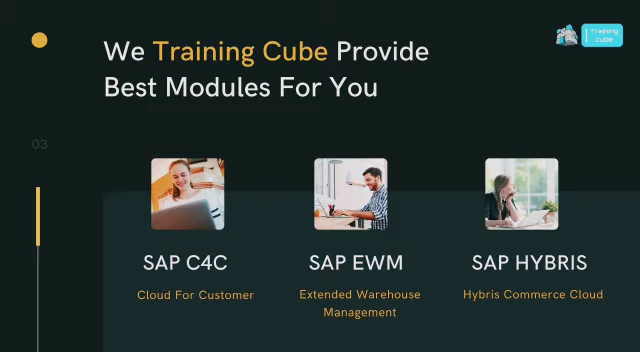 We Training Cube Provide
Best Modules For You
Training
cube
03
SAP C4C
SAP EWM
SAP HYBRIS
Cloud For Customer
Extended Warehouse
Management
Hybris Commerce Cloud